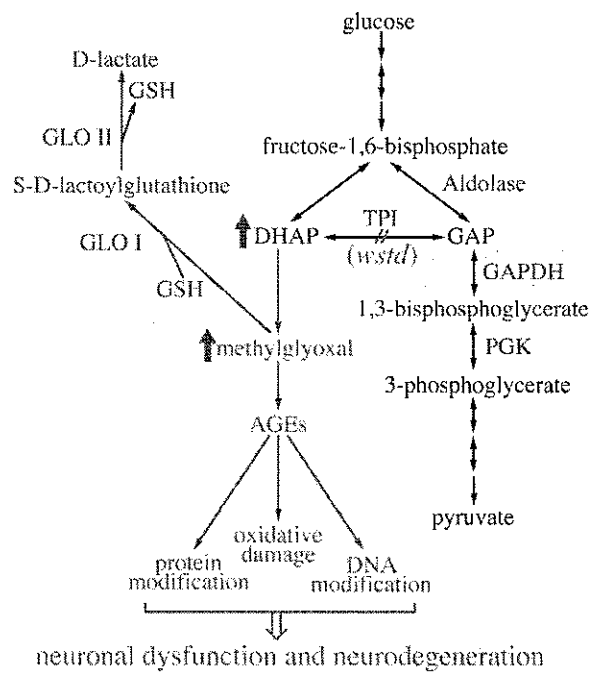 glucose
D-lactate
GSH
GLO II
fructose-1,6-bisphosphate
S-D-lactoylglutathione
Aldolase
TPI
DHAP
GAP
GLO I
(wstd)
GAPDH
GSH
1,3-bisphosphoglycerate
methylglyoxal
PGK
3-phosphoglycerate
AGEs
pyruvate
oxidative
damage
protein
modification
DNA
modification
neuronal dysfunction and neurodegeneration